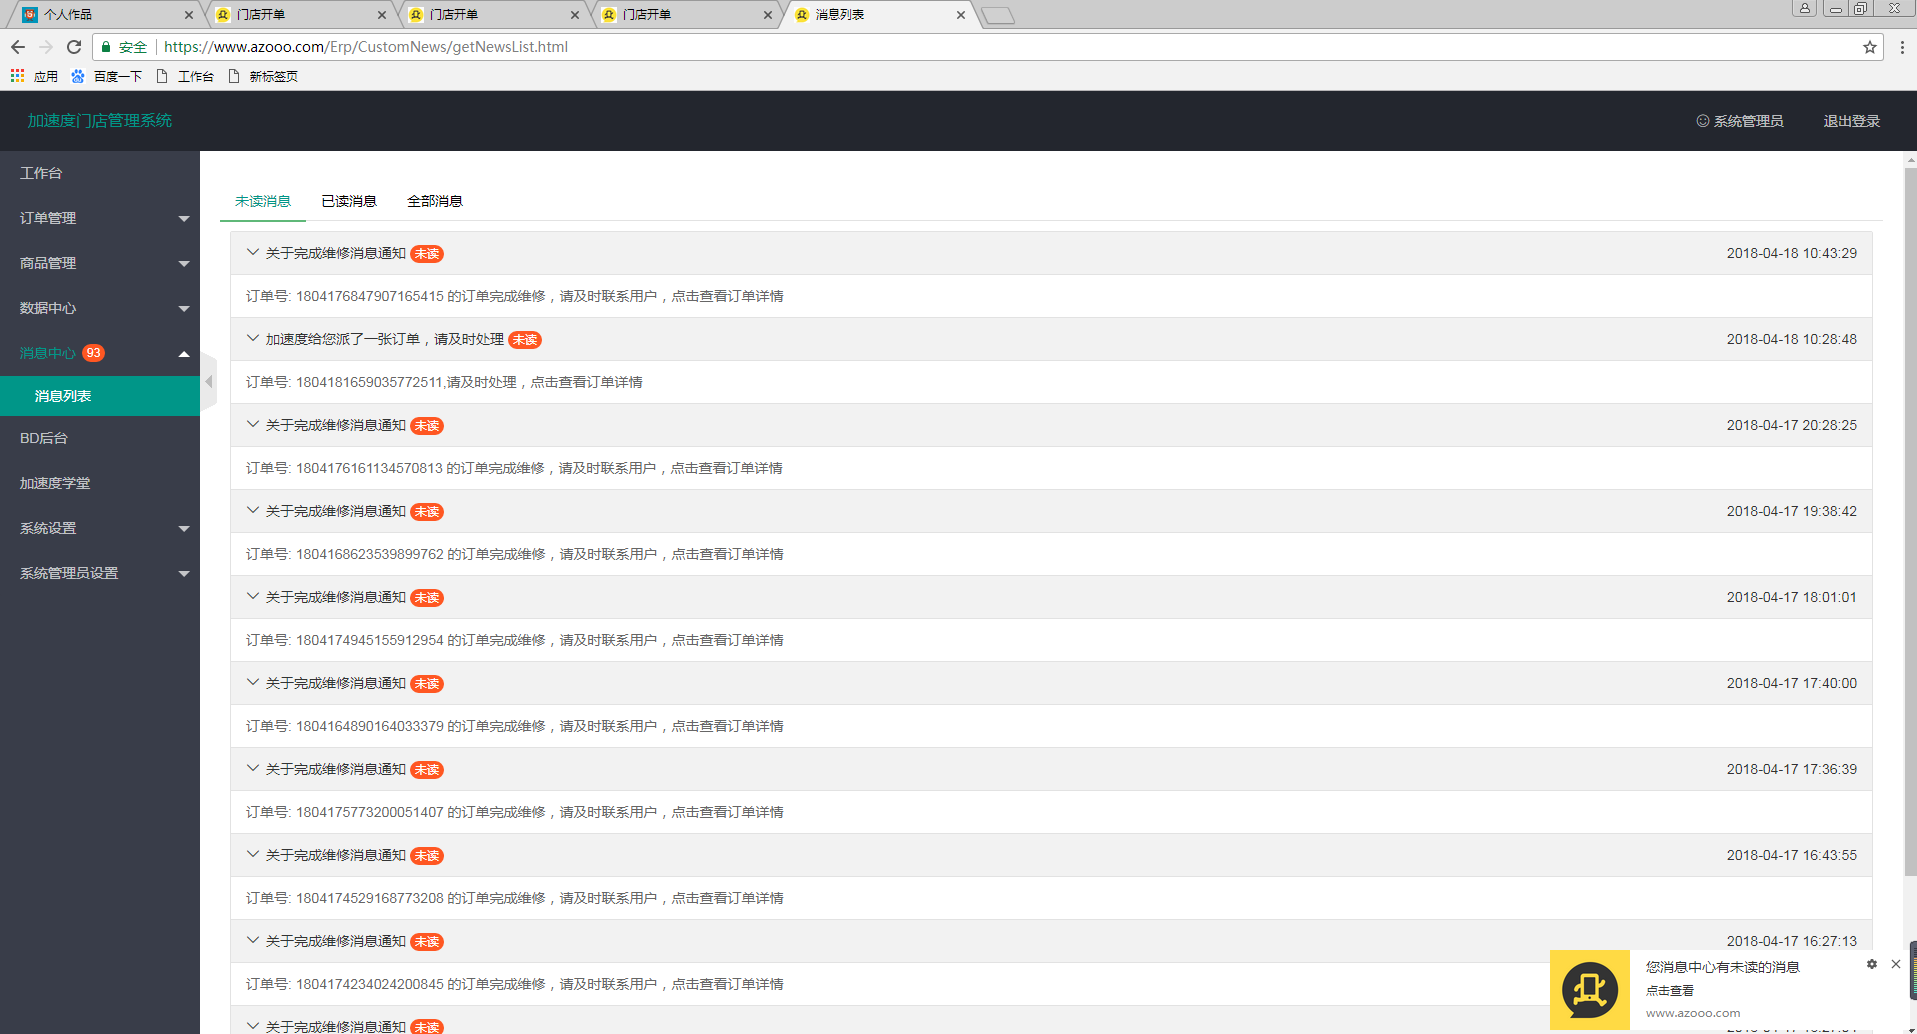 个人作品
门店开单
门店开单
门店开单
消息列表
安全 https://www.azooo.com/Erp/CustomNews/getNewsList.html
应用 百度一下 工作台 新标签页
加速度门店管理系统
系统管理员 退出登录
工作台
订单管理
商品管理
数据中心
消息中心 93
消息列表
BD后台
加速度学堂
系统设置
系统管理员设置
未读消息 已读消息 全部消息
关于完成维修消息通知 未读 2018-04-18 10:43:29
订单号: 1804176847907165415 的订单完成维修，请及时联系用户，点击查看订单详情
加速度给您派了一张订单，请及时处理 未读 2018-04-18 10:28:48
订单号: 1804181659035772511,请及时处理，点击查看订单详情
关于完成维修消息通知 未读 2018-04-17 20:28:25
订单号: 1804176161134570813 的订单完成维修，请及时联系用户，点击查看订单详情
关于完成维修消息通知 未读 2018-04-17 19:38:42
订单号: 1804168623539899762 的订单完成维修，请及时联系用户，点击查看订单详情
关于完成维修消息通知 未读 2018-04-17 18:01:01
订单号: 1804174945155912954 的订单完成维修，请及时联系用户，点击查看订单详情
关于完成维修消息通知 未读 2018-04-17 17:40:00
订单号: 1804164890164033379 的订单完成维修，请及时联系用户，点击查看订单详情
关于完成维修消息通知 未读 2018-04-17 17:36:39
订单号: 1804175773200051407 的订单完成维修，请及时联系用户，点击查看订单详情
关于完成维修消息通知 未读 2018-04-17 16:43:55
订单号: 1804174529168773208 的订单完成维修，请及时联系用户，点击查看订单详情
关于完成维修消息通知 未读 2018-04-17 16:27:13
订单号: 1804174234024200845 的订单完成维修，请及时联系用户，点击查看订单详情
关于完成维修消息通知 未读
您消息中心有未读的消息
点击查看
www.azooo.com